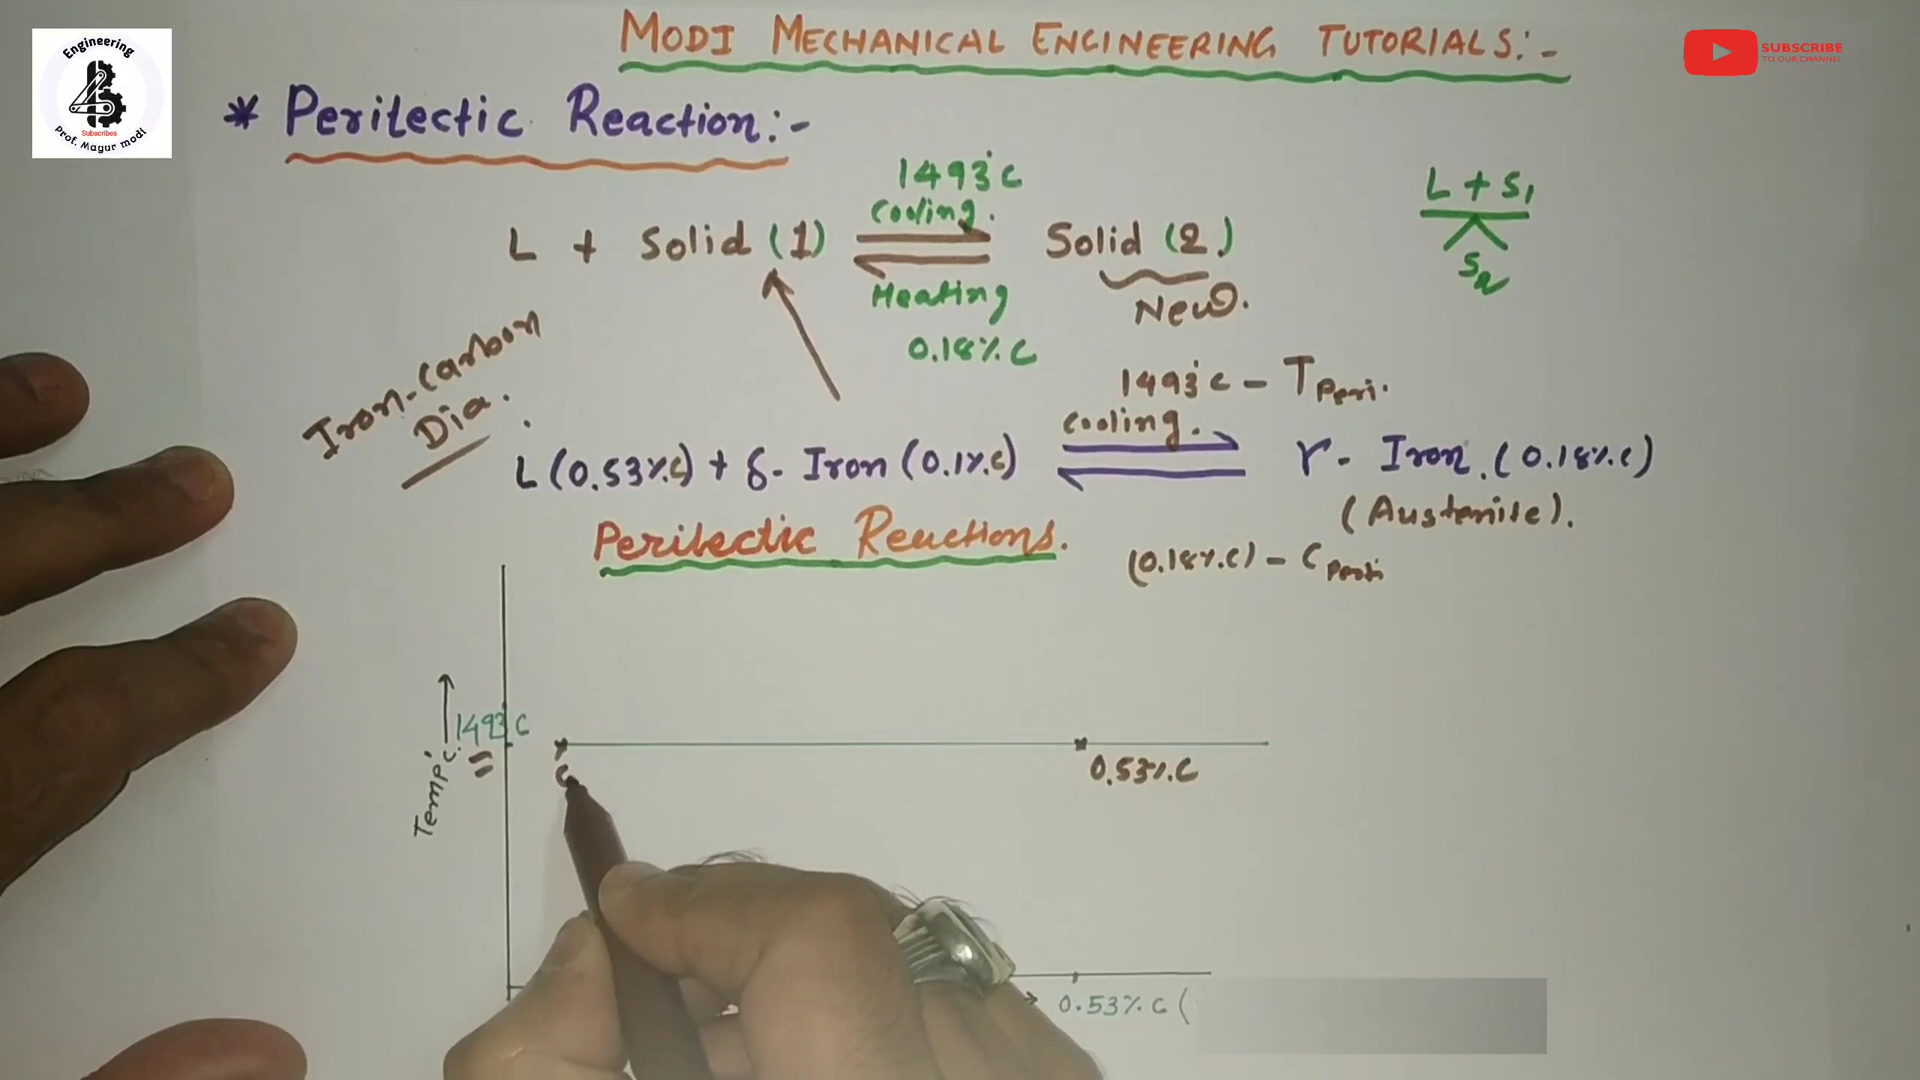 MODI MECHANICAL ENGINEERING TUTORIALS:-
SUBSCRIBE
TO OUR CHANNEL
Engineering
Subscribes
Prof. Mayur modi
* Peritectic Reaction:-
1493°C
Cooling.
L + Solid (1) Solid (2)
Heating
0.18%C
New.
L + S1
S2
Iron-Carbon
Dia.
1493°C - TPeri.
Cooling.
L (0.53%C) + δ- Iron (0.1%C) γ- Iron. (0.18%C)
(Austenite).
Peritectic Reactions.
(0.18%C) - CPeri
1493°C
Temp°C
0.53%C
0.53%C (